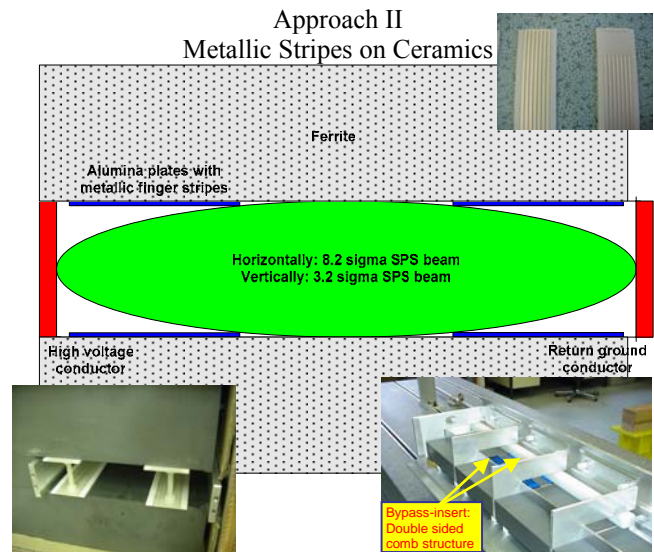 Approach II
Metallic Stripes on Ceramics
Ferrite
Alumina plates with
metallic finger stripes
Horizontally: 8.2 sigma SPS beam
Vertically: 3.2 sigma SPS beam
High voltage
conductor
Return ground
conductor
Bypass-insert:
Double sided
comb structure